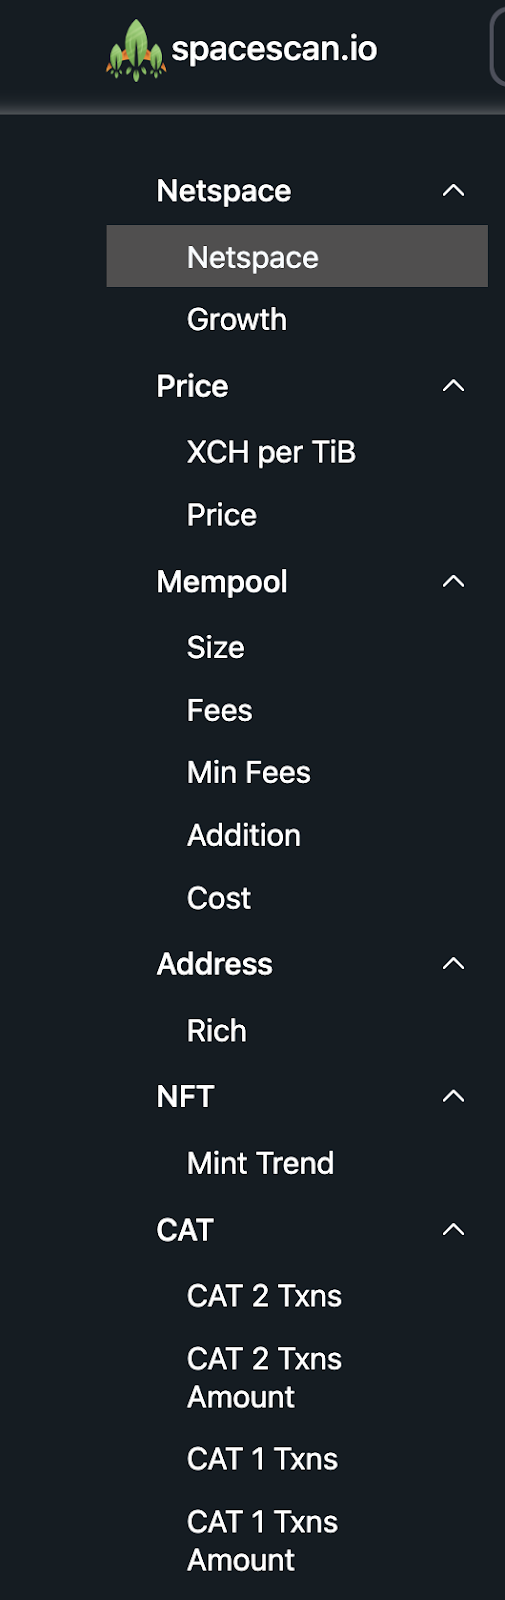 spacescan.io
Netspace
Netspace
Growth
Price
XCH per TiB
Price
Mempool
Size
Fees
Min Fees
Addition
Cost
Address
Rich
NFT
Mint Trend
CAT
CAT 2 Txns
CAT 2 Txns
Amount
CAT 1 Txns
CAT 1 Txns
Amount